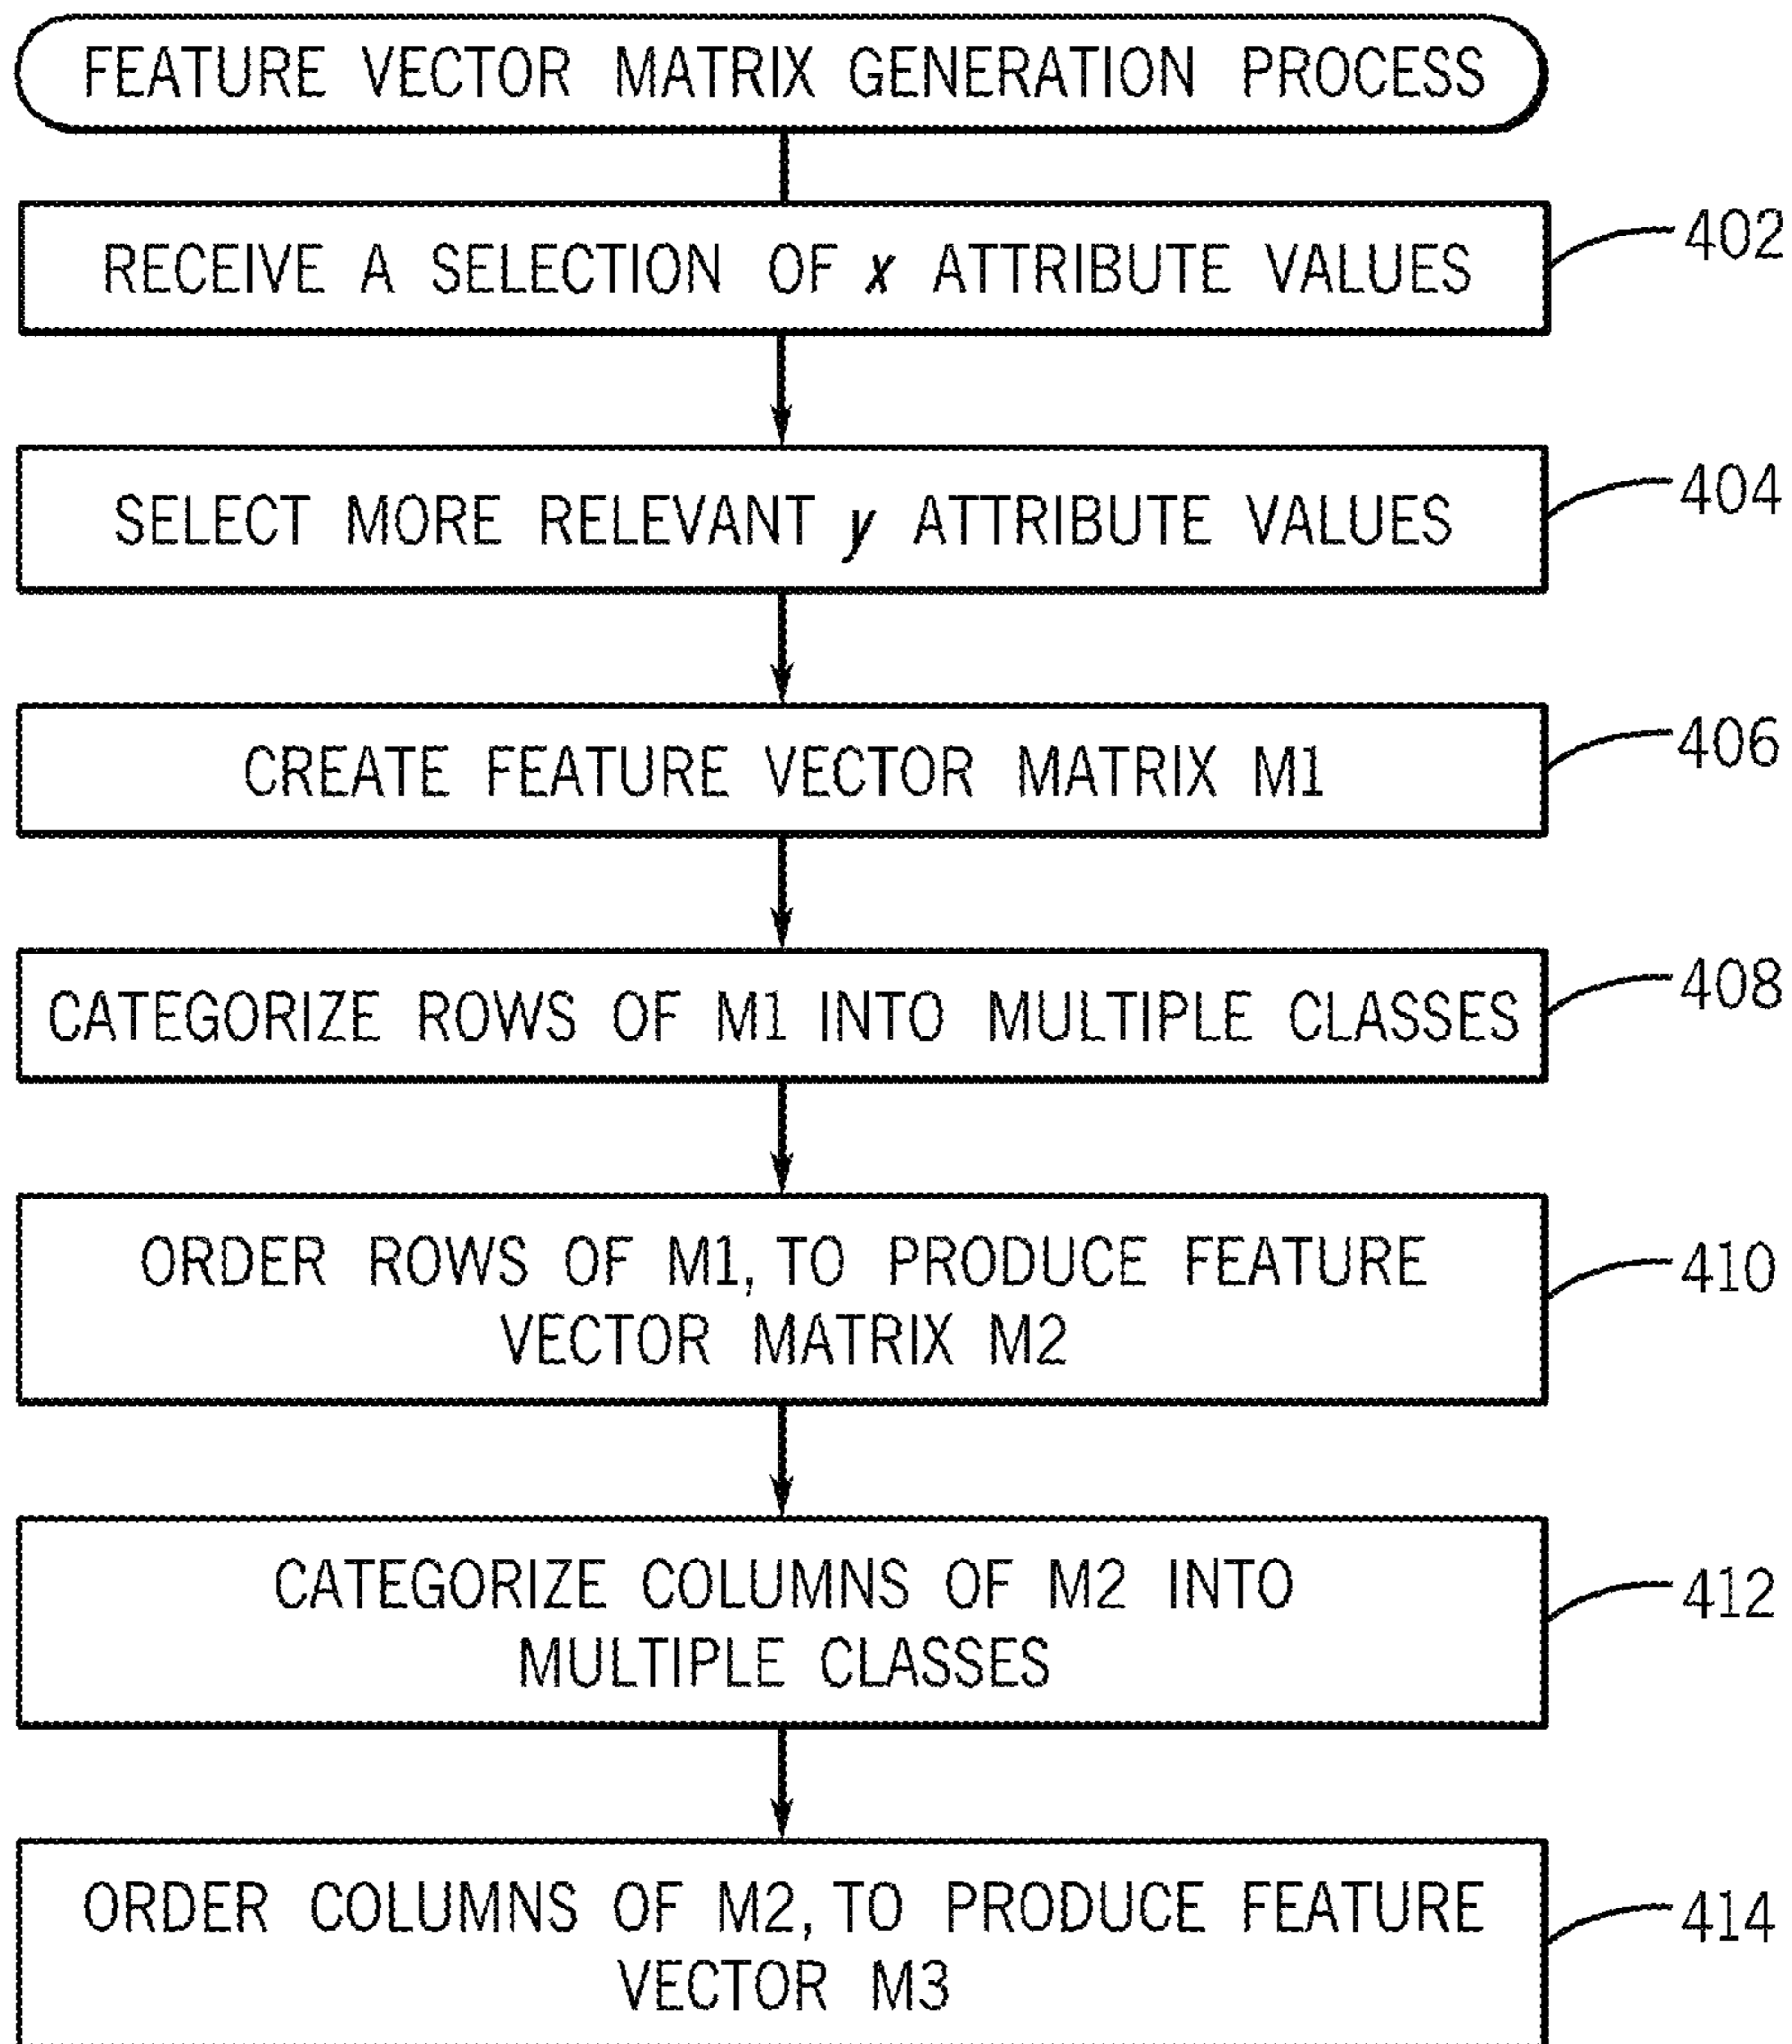 FEATURE VECTOR MATRIX GENERATION PROCESS
RECEIVE A SELECTION OF x ATTRIBUTE VALUES
402
SELECT MORE RELEVANT y ATTRIBUTE VALUES
404
CREATE FEATURE VECTOR MATRIX M1
406
CATEGORIZE ROWS OF M1 INTO MULTIPLE CLASSES
408
ORDER ROWS OF M1, TO PRODUCE FEATURE
VECTOR MATRIX M2
410
CATEGORIZE COLUMNS OF M2 INTO
MULTIPLE CLASSES
412
ORDER COLUMNS OF M2, TO PRODUCE FEATURE
VECTOR M3
414